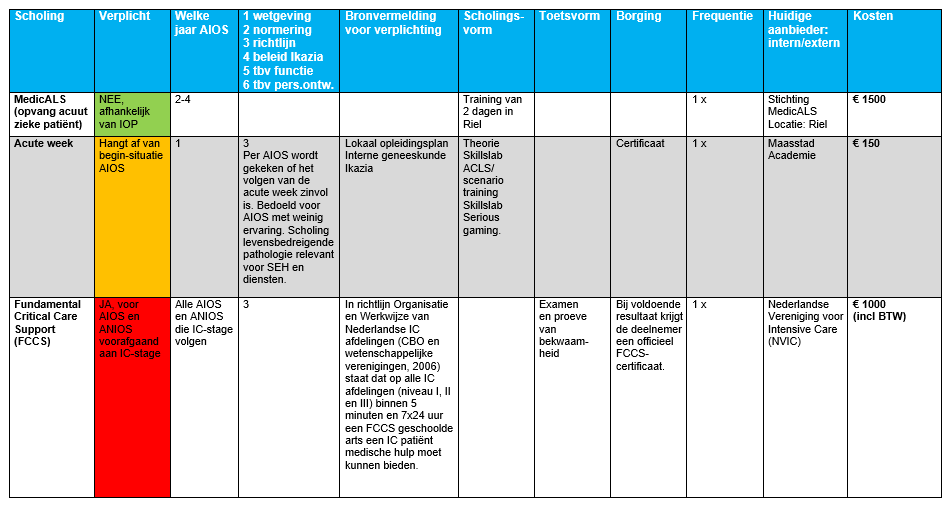 Scholing
Verplicht
Welke
jaar AIOS
1 wetgeving
2 normering
3 richtlijn
4 beleid Ikazia
5 tbv functie
6 tbv pers.ontw.
Bronvermelding
voor verplichting
Scholings-
vorm
Toetsvorm
Borging
Frequentie
Huidige
aanbieder:
intern/extern
Kosten
MedicALS
(opvang acuut
zieke patiënt)
NEE,
afhankelijk
van IOP
2-4
Training van
2 dagen in
Riel
1 x
Stichting
MedicALS
Locatie: Riel
€ 1500
Acute week
Hangt af van
begin-situatie
AIOS
1
3
Per AIOS wordt
gekeken of het
volgen van de
acute week zinvol
is. Bedoeld voor
AIOS met weinig
ervaring. Scholing
levensbedreigende
pathologie relevant
voor SEH en
diensten.
Lokaal opleidingsplan
Interne geneeskunde
Ikazia
Theorie
Skillslab
ACLS/
scenario
training
Skillslab
Serious
gaming.
Certificaat
1 x
Maasstad
Academie
€ 150
Fundamental
Critical Care
Support
(FCCS)
JA, voor
AIOS en
ANIOS
voorafgaand
aan IC-stage
Alle AIOS
en ANIOS
die IC-stage
volgen
3
In richtlijn Organisatie
en Werkwijze van
Nederlandse IC
afdelingen (CBO en
wetenschappelijke
verenigingen, 2006)
staat dat op alle IC
afdelingen (niveau I, II
en III) binnen 5
minuten en 7x24 uur
een FCCS geschoolde
arts een IC patiënt
medische hulp moet
kunnen bieden.
Examen
en proeve
van
bekwaam-
heid
Bij voldoende
resultaat krijgt
de deelnemer
een officieel
FCCS-
certificaat.
1 x
Nederlandse
Vereniging voor
Intensive Care
(NVIC)
€ 1000
(incl BTW)